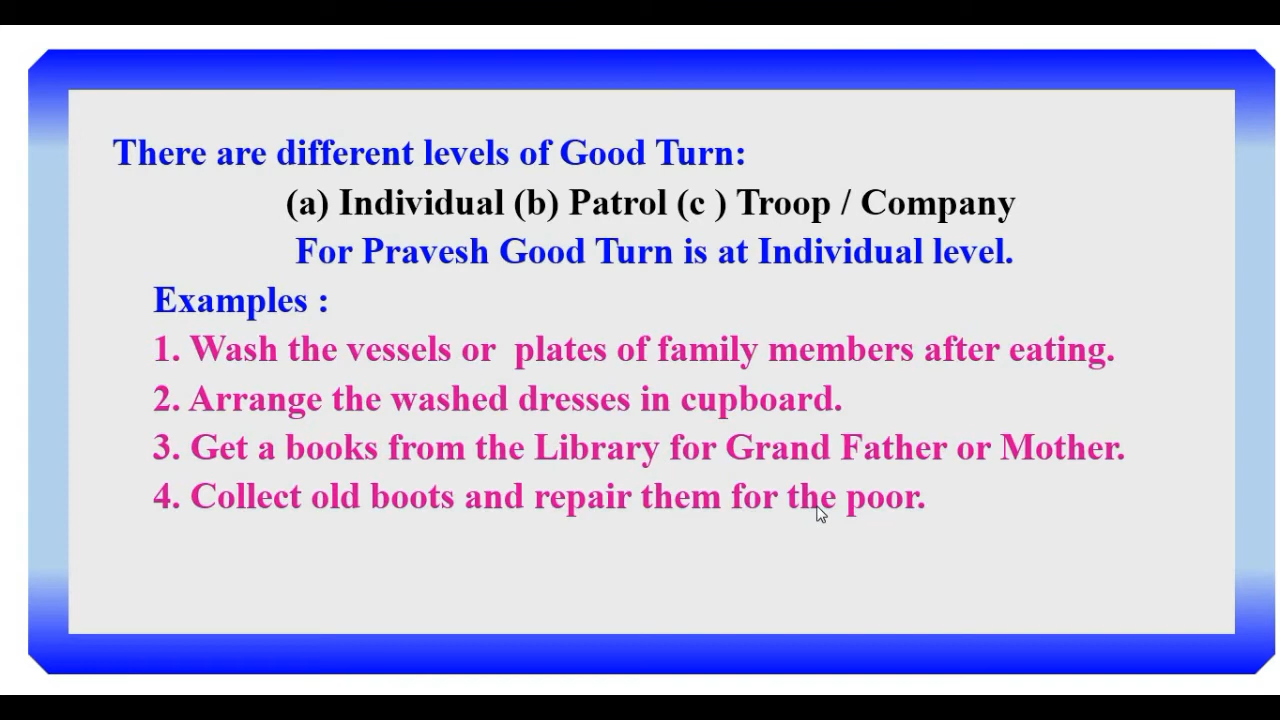 There are different levels of Good Turn:
(a) Individual (b) Patrol (c ) Troop / Company
For Pravesh Good Turn is at Individual level.
Examples :
1. Wash the vessels or  plates of family members after eating.
2. Arrange the washed dresses in cupboard.
3. Get a books from the Library for Grand Father or Mother.
4. Collect old boots and repair them for the poor.